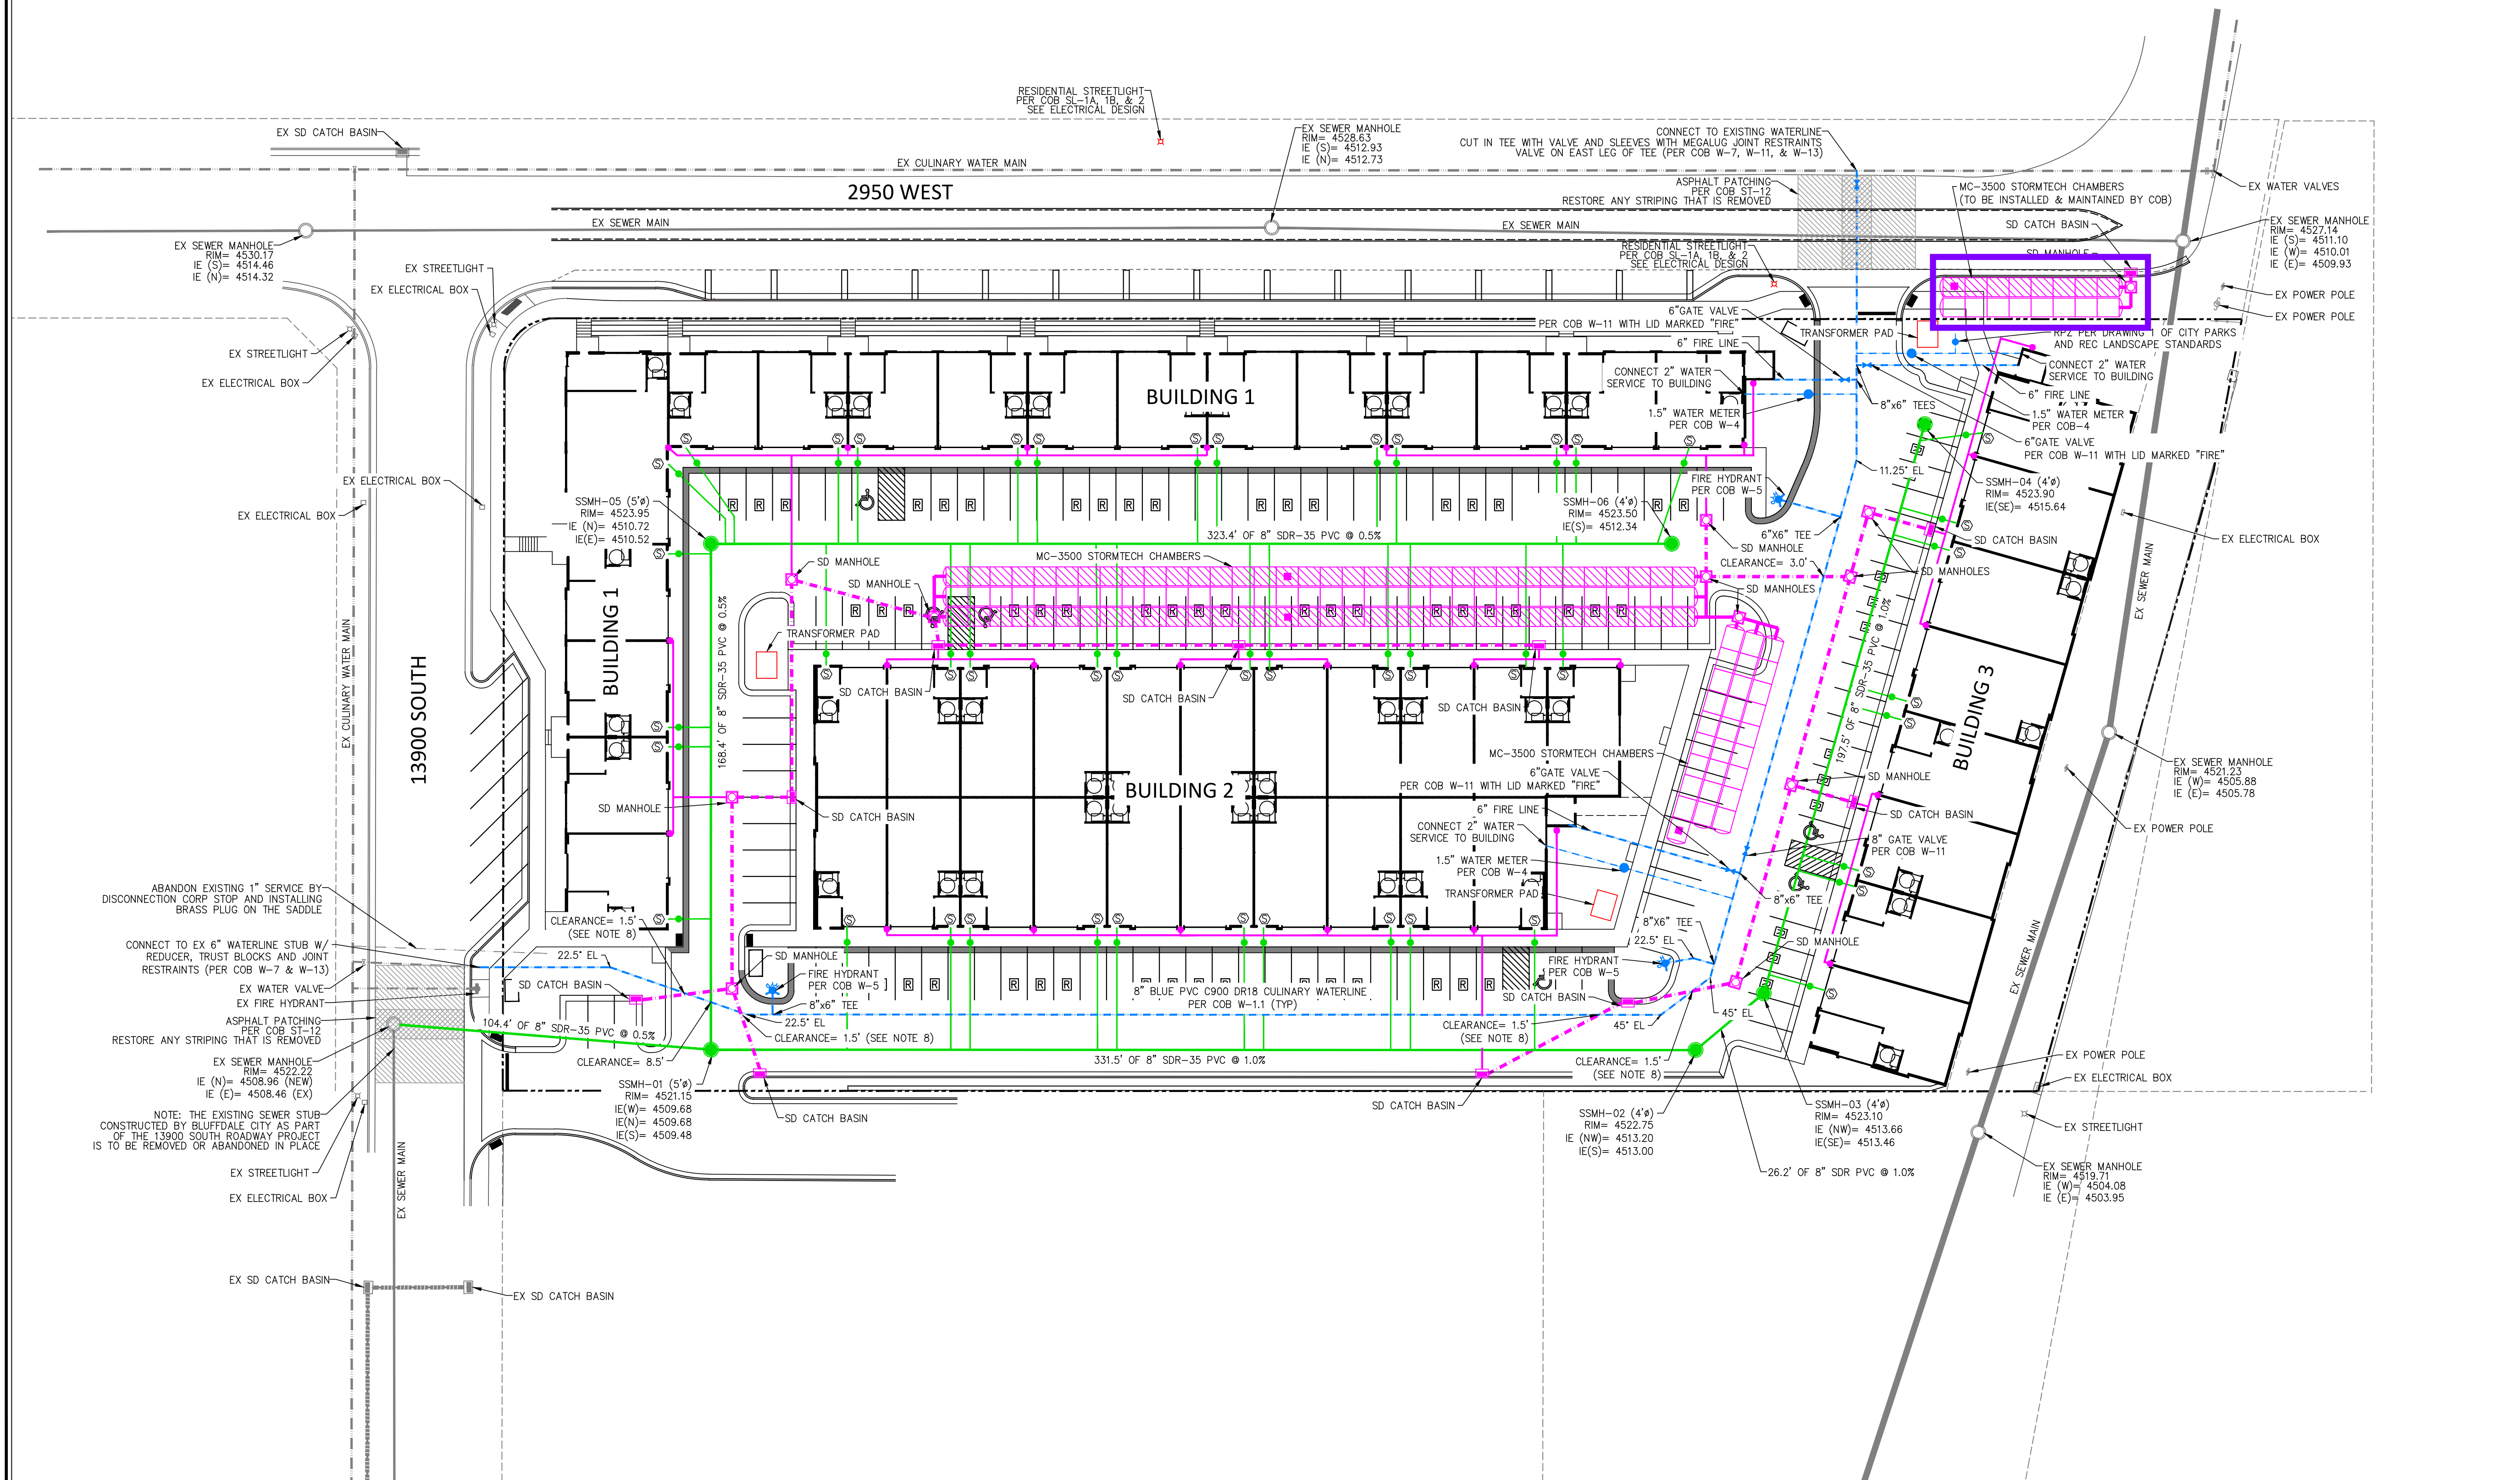 RESIDENTIAL STREETLIGHT
PER COB SL-1A, 1B, & 2
SEE ELECTRICAL DESIGN
EX SD CATCH BASIN
EX SEWER MANHOLE
RIM= 4528.63
IE (S)= 4512.93
IE (N)= 4512.73
CONNECT TO EXISTING WATERLINE
CUT IN TEE WITH VALVE AND SLEEVES WITH MEGALUG JOINT RESTRAINTS
VALVE ON EAST LEG OF TEE (PER COB W-7, W-11, & W-13)
EX CULINARY WATER MAIN
2950 WEST
ASPHALT PATCHING
PER COB ST-12
RESTORE ANY STRIPING THAT IS REMOVED
MC-3500 STORMTECH CHAMBERS
(TO BE INSTALLED & MAINTAINED BY COB)
EX WATER VALVES
EX SEWER MAIN
EX SEWER MAIN
SD CATCH BASIN
EX SEWER MANHOLE
RIM= 4527.14
IE (S)= 4511.10
IE (W)= 4510.01
IE (E)= 4509.93
EX SEWER MANHOLE
RIM= 4530.17
IE (S)= 4514.46
IE (N)= 4514.32
EX STREETLIGHT
EX ELECTRICAL BOX
RESIDENTIAL STREETLIGHT
PER COB SL-1A, 1B, & 2
SEE ELECTRICAL DESIGN
SD MANHOLE
EX POWER POLE
EX POWER POLE
6"GATE VALVE
PER COB W-11 WITH LID MARKED "FIRE"
TRANSFORMER PAD
RPZ PER DRAWING 1 OF CITY PARKS
AND REC LANDSCAPE STANDARDS
6" FIRE LINE
EX STREETLIGHT
EX ELECTRICAL BOX
CONNECT 2" WATER
SERVICE TO BUILDING
CONNECT 2" WATER
SERVICE TO BUILDING
6" FIRE LINE
BUILDING 1
1.5" WATER METER
PER COB W-4
8"x6" TEES
1.5" WATER METER
PER COB-4
6"GATE VALVE
PER COB W-11 WITH LID MARKED "FIRE"
11.25° EL
EX ELECTRICAL BOX
EX ELECTRICAL BOX
SSMH-05 (5'ø)
RIM= 4523.95
IE (N)= 4510.72
IE(E)= 4510.52
R R R R R R R R R R R R R R R R R
FIRE HYDRANT
PER COB W-5
SSMH-06 (4'ø)
RIM= 4523.50
IE(S)= 4512.34
SSMH-04 (4'ø)
RIM= 4523.90
IE(SE)= 4515.64
323.4' OF 8" SDR-35 PVC @ 0.5%
6"X6" TEE
SD MANHOLE
CLEARANCE= 3.0'
SD CATCH BASIN
EX ELECTRICAL BOX
MC-3500 STORMTECH CHAMBERS
SD MANHOLE
SD MANHOLE
SD MANHOLES
SD MANHOLES
R R R R R R R R R R R R R R R R R R R
BUILDING 1
168.4' OF 8" SDR-35 PVC @ 0.5%
TRANSFORMER PAD
197.5' OF 8" SDR-35 PVC @ 1.0%
EX SEWER MAIN
EX CULINARY WATER MAIN
13900 SOUTH
SD CATCH BASIN
SD CATCH BASIN
SD CATCH BASIN
BUILDING 3
MC-3500 STORMTECH CHAMBERS
6"GATE VALVE
PER COB W-11 WITH LID MARKED "FIRE"
BUILDING 2
EX SEWER MANHOLE
RIM= 4521.23
IE (W)= 4505.88
IE (E)= 4505.78
SD MANHOLE
SD MANHOLE
SD CATCH BASIN
6" FIRE LINE
CONNECT 2" WATER
SERVICE TO BUILDING
SD CATCH BASIN
EX POWER POLE
8" GATE VALVE
PER COB W-11
1.5" WATER METER
PER COB W-4
TRANSFORMER PAD
ABANDON EXISTING 1" SERVICE BY
DISCONNECTION CORP STOP AND INSTALLING
BRASS PLUG ON THE SADDLE
CLEARANCE= 1.5'
(SEE NOTE 8)
8"x6" TEE
8"X6" TEE
22.5° EL
CONNECT TO EX 6" WATERLINE STUB W/
REDUCER, TRUST BLOCKS AND JOINT
RESTRAINTS (PER COB W-7 & W-13)
22.5° EL
SD MANHOLE
SD MANHOLE
FIRE HYDRANT
PER COB W-5
FIRE HYDRANT
PER COB W-5
EX WATER VALVE
SD CATCH BASIN
8" BLUE PVC C900 DR18 CULINARY WATERLINE
PER COB W-1.1 (TYP)
SD CATCH BASIN
EX FIRE HYDRANT
8"x6" TEE
EX SEWER MAIN
ASPHALT PATCHING
PER COB ST-12
RESTORE ANY STRIPING THAT IS REMOVED
104.4' OF 8" SDR-35 PVC @ 0.5%
22.5° EL
CLEARANCE= 1.5' (SEE NOTE 8)
CLEARANCE= 1.5'
(SEE NOTE 8)
45° EL
45° EL
EX SEWER MANHOLE
RIM= 4522.22
IE (N)= 4508.96 (NEW)
IE (E)= 4508.46 (EX)
CLEARANCE= 8.5'
331.5' OF 8" SDR-35 PVC @ 1.0%
CLEARANCE= 1.5'
(SEE NOTE 8)
EX POWER POLE
EX ELECTRICAL BOX
SSMH-01 (5'ø)
RIM= 4521.15
IE(W)= 4509.68
IE(N)= 4509.68
IE(S)= 4509.48
SD CATCH BASIN
SD CATCH BASIN
SSMH-02 (4'ø)
RIM= 4522.75
IE (NW)= 4513.20
IE(S)= 4513.00
SSMH-03 (4'ø)
RIM= 4523.10
IE (NW)= 4513.66
IE(SE)= 4513.46
EX STREETLIGHT
NOTE: THE EXISTING SEWER STUB
CONSTRUCTED BY BLUFFDALE CITY AS PART
OF THE 13900 SOUTH ROADWAY PROJECT
IS TO BE REMOVED OR ABANDONED IN PLACE
EX STREETLIGHT
EX ELECTRICAL BOX
EX SEWER MAIN
26.2' OF 8" SDR PVC @ 1.0%
EX SEWER MANHOLE
RIM= 4519.71
IE (W)= 4504.08
IE (E)= 4503.95
EX SD CATCH BASIN
EX SD CATCH BASIN